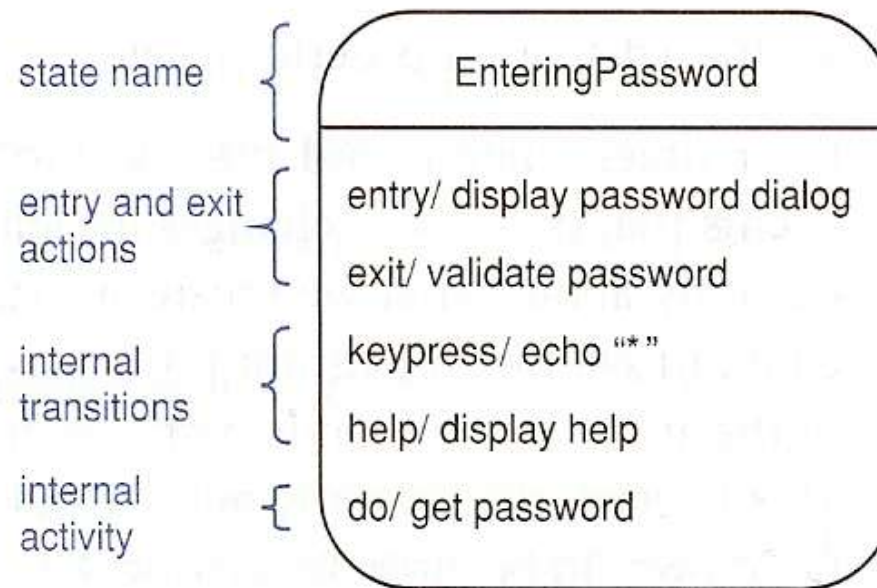 state name
EnteringPassword
entry and exit
actions
entry/ display password dialog
exit/ validate password
internal
transitions
keypress/ echo “*”
help/ display help
internal
activity
do/ get password